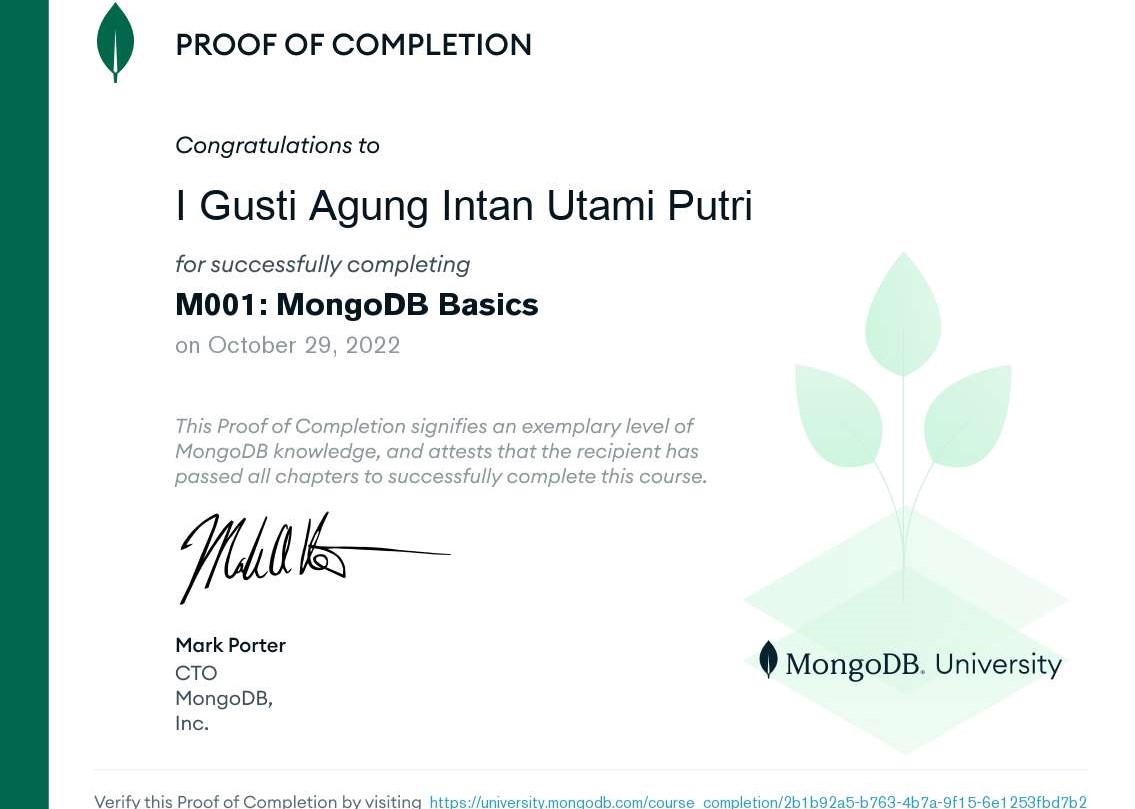 PROOF OF COMPLETION
Congratulations to
I Gusti Agung Intan Utami Putri
for successfully completing
M001: MongoDB Basics
on October 29, 2022
This Proof of Completion signifies an exemplary level of
MongoDB knowledge, and attests that the recipient has
passed all chapters to successfully complete this course.
Mark Porter
CTO
MongoDB,
Inc.
MongoDB. University
Verify this Proof of Completion by visiting https://university.mongodb.com/course_completion/2b1b92a5-b763-4b7a-9f15-6e1253fbd7b2